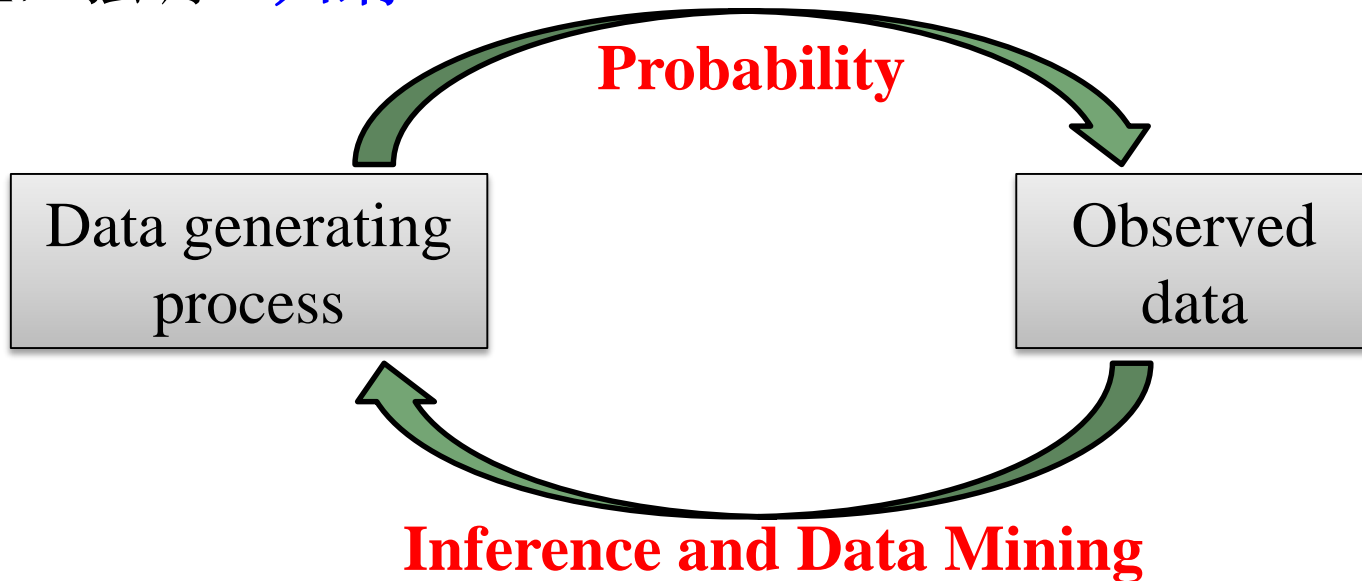 Probability
Data generating
process
Observed
data
Inference and Data Mining